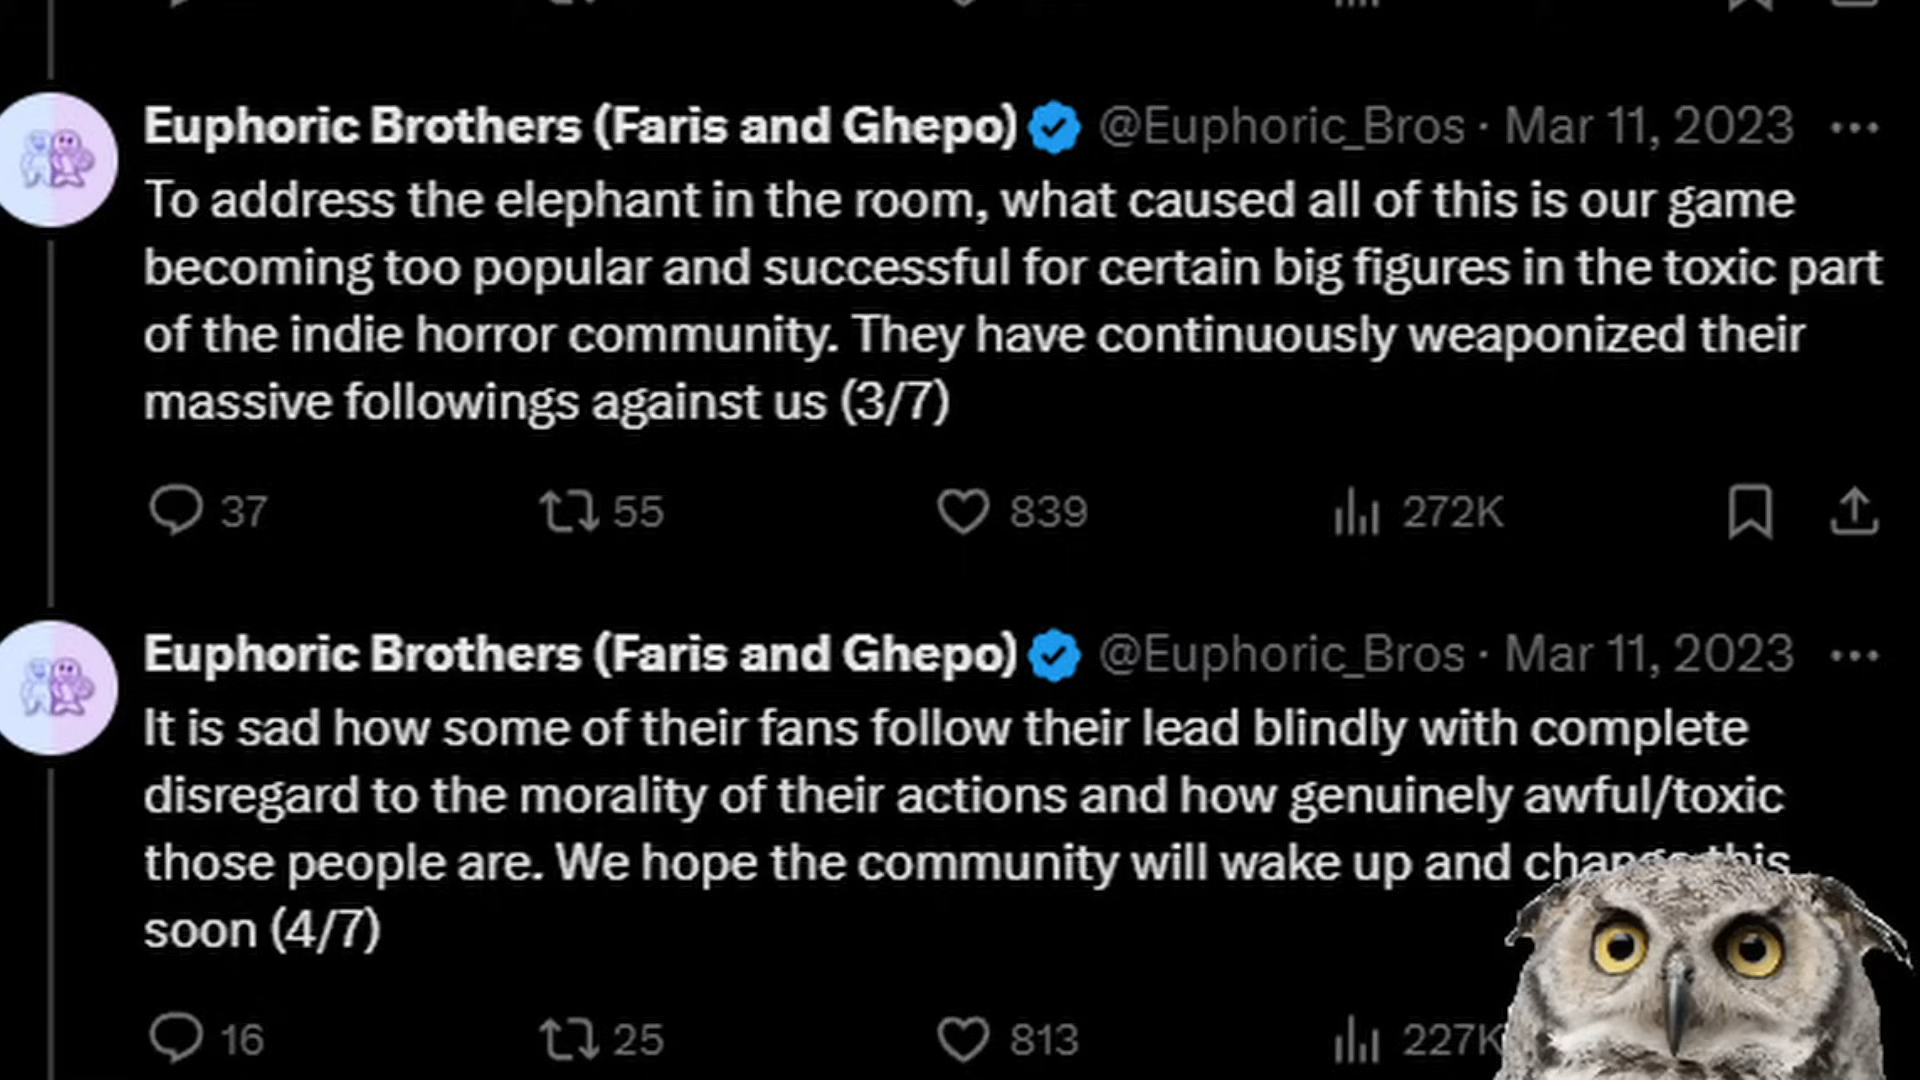 Euphoric Brothers (Faris and Ghepo) @Euphoric_Bros · Mar 11, 2023
To address the elephant in the room, what caused all of this is our game
becoming too popular and successful for certain big figures in the toxic part
of the indie horror community. They have continuously weaponized their
massive followings against us (3/7)
37 55 839 272K
Euphoric Brothers (Faris and Ghepo) @Euphoric_Bros · Mar 11, 2023
It is sad how some of their fans follow their lead blindly with complete
disregard to the morality of their actions and how genuinely awful/toxic
those people are. We hope the community will wake up and change this
soon (4/7)
16 25 813 227K